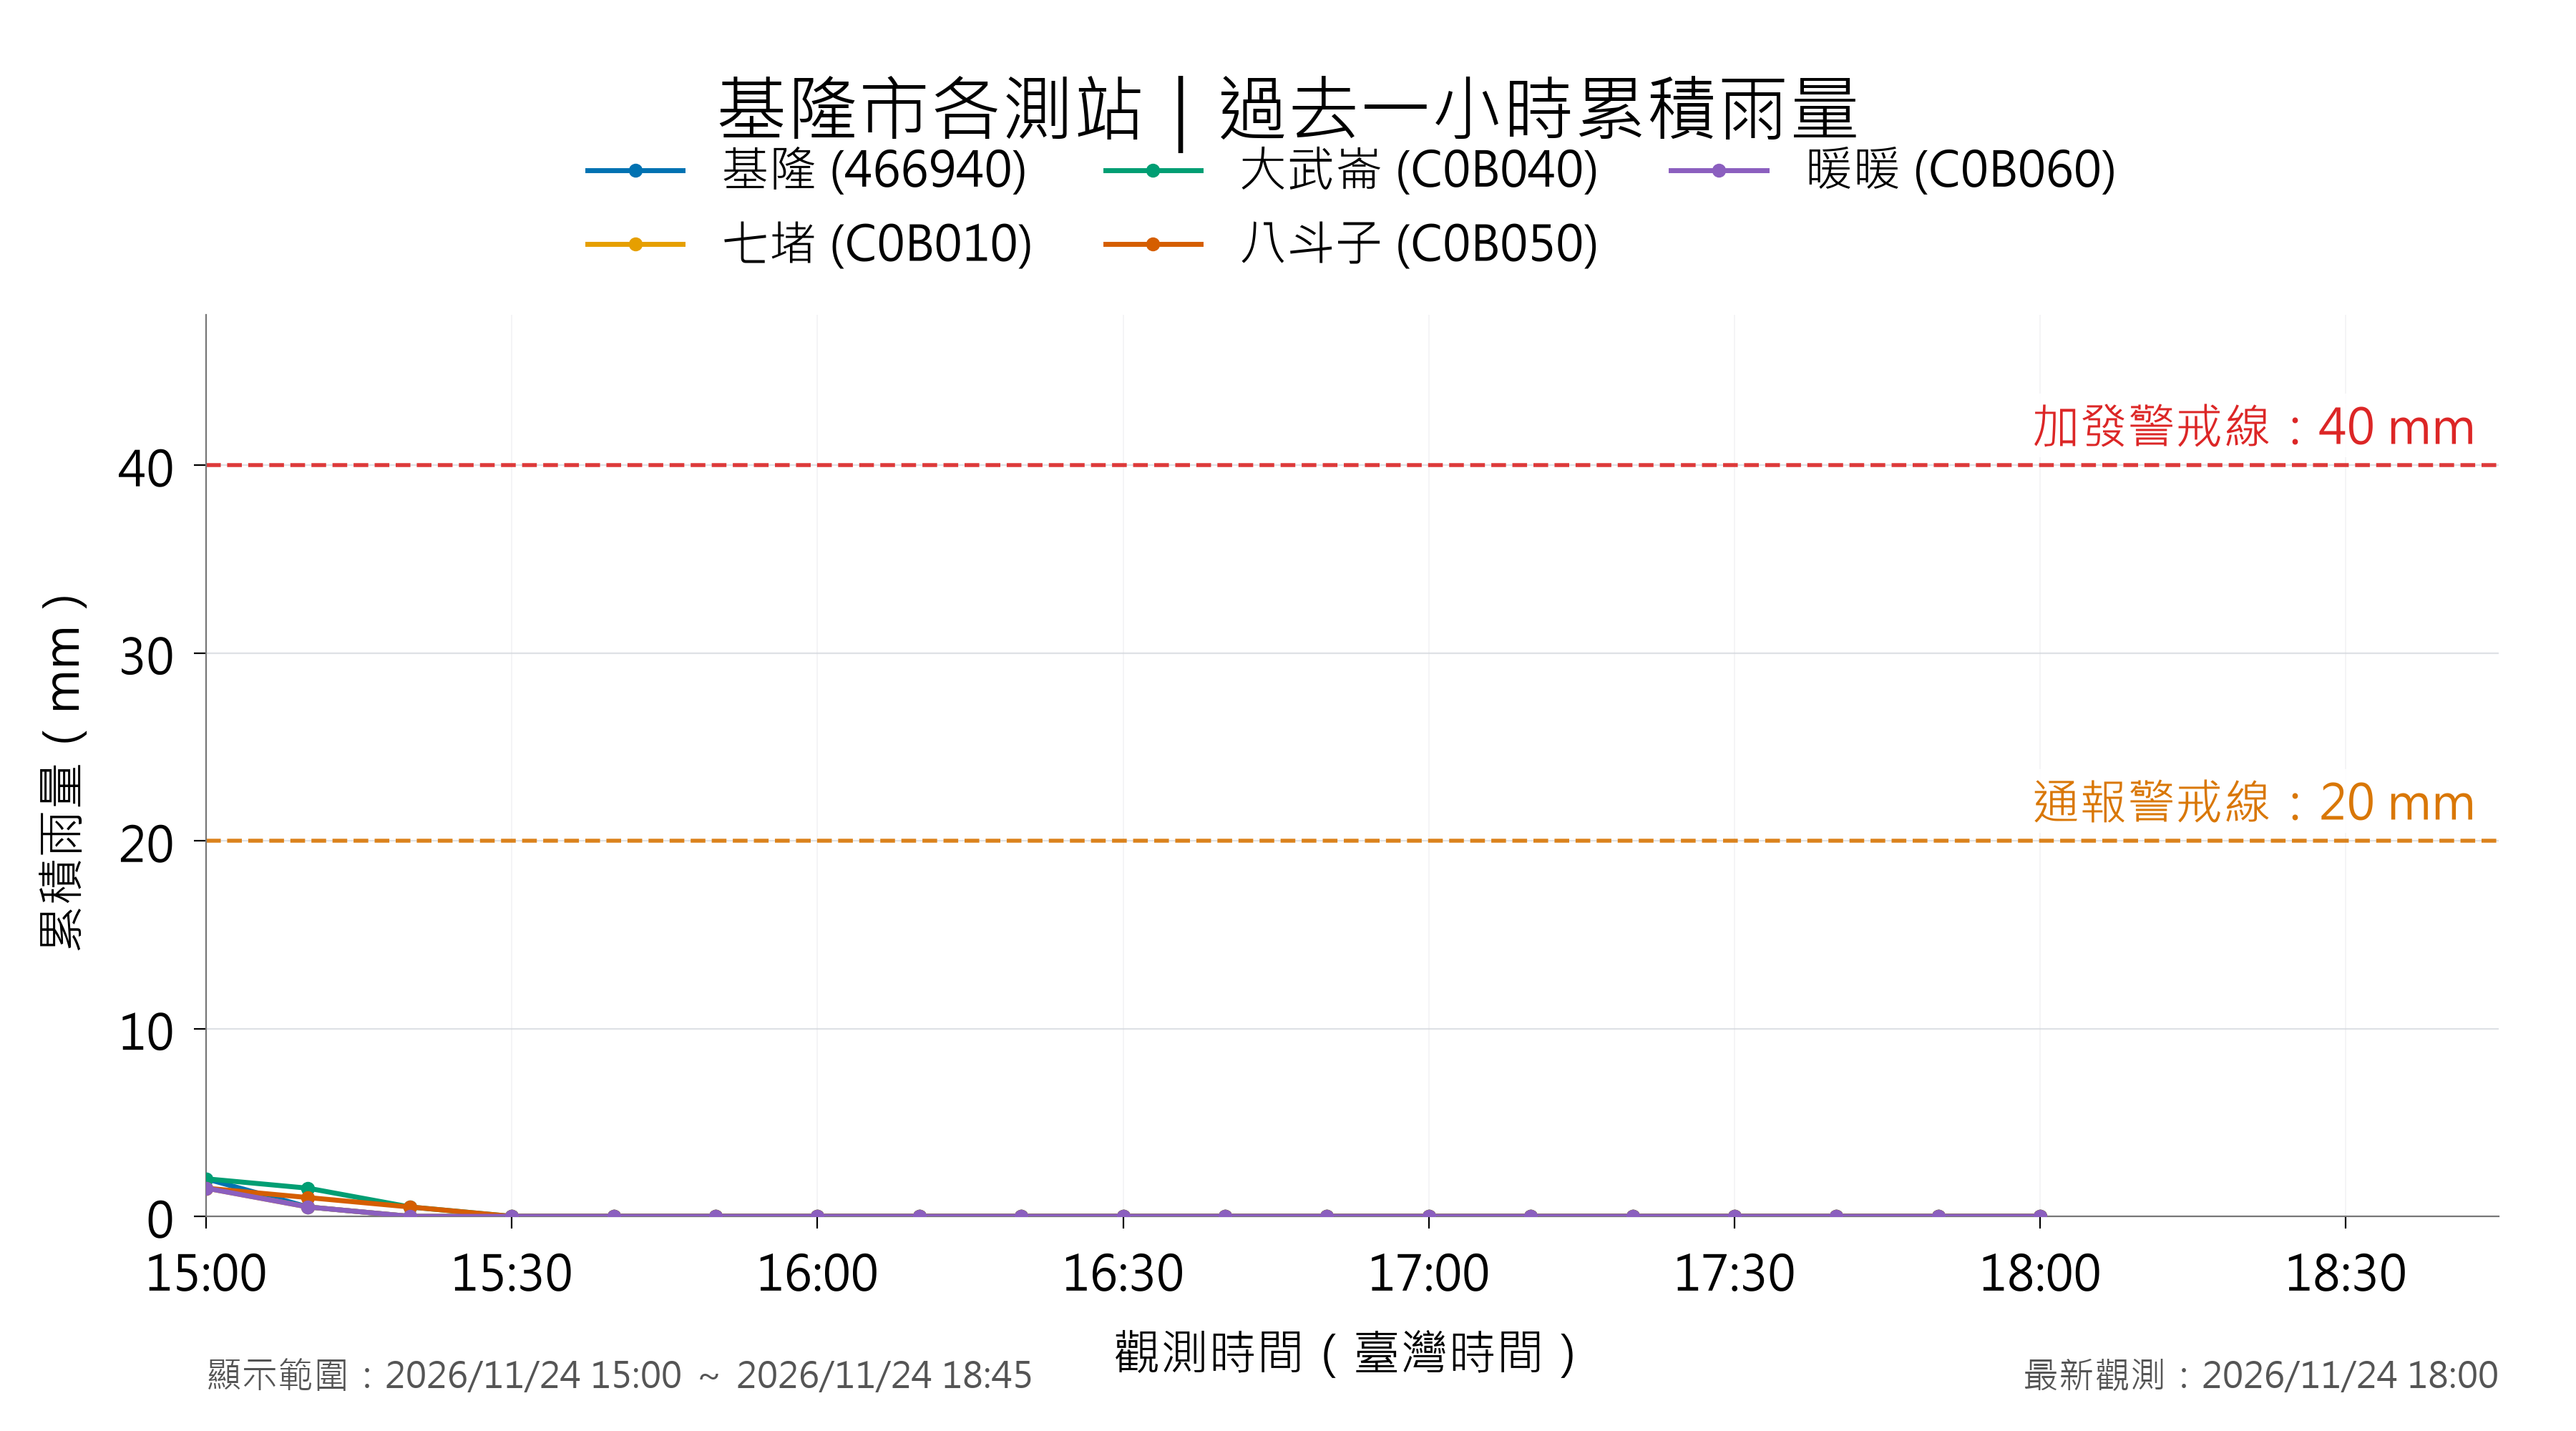 基隆市各測站｜過去一小時累積雨量
基隆 (466940)
大武崙 (C0B040)
暖暖 (C0B060)
七堵 (C0B010)
八斗子 (C0B050)
累積雨量（mm）
40
30
20
10
0
加發警戒線：40 mm
通報警戒線：20 mm
15:00 15:30 16:00 16:30 17:00 17:30 18:00 18:30
觀測時間（臺灣時間）
顯示範圍：2026/11/24 15:00 ~ 2026/11/24 18:45
最新觀測：2026/11/24 18:00